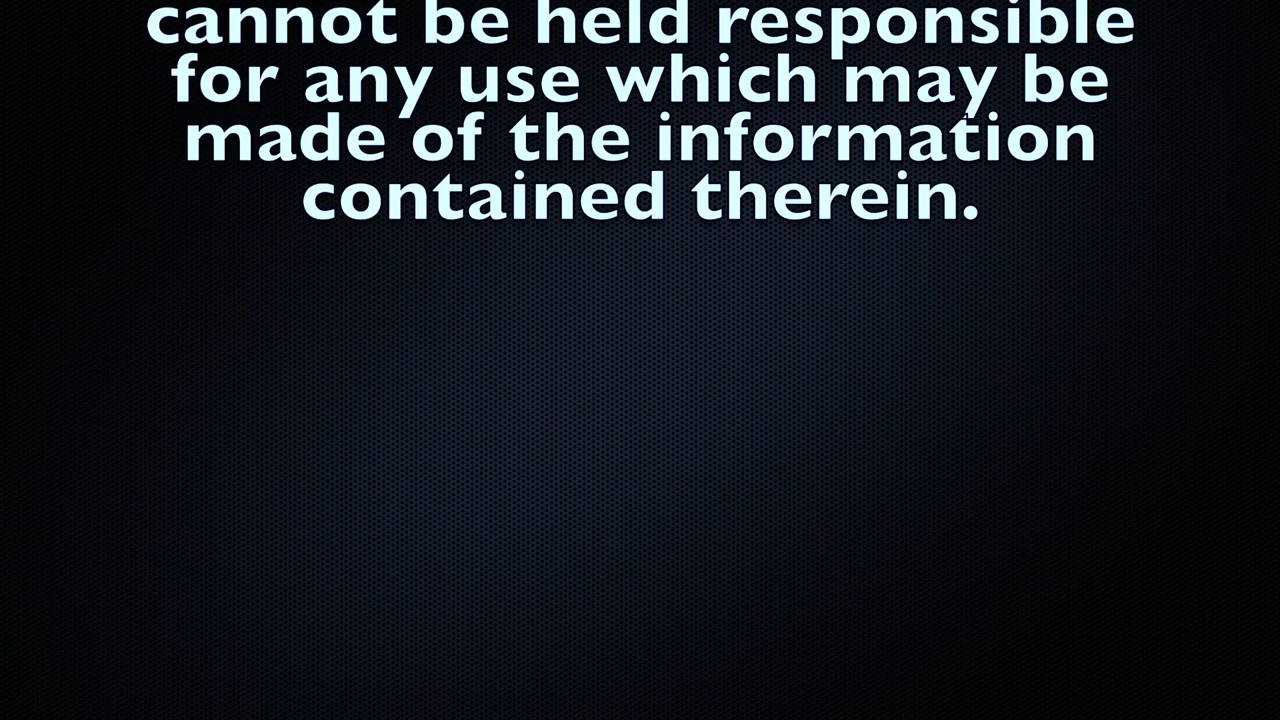 cannot be held responsible
for any use which may be
made of the information
contained therein.